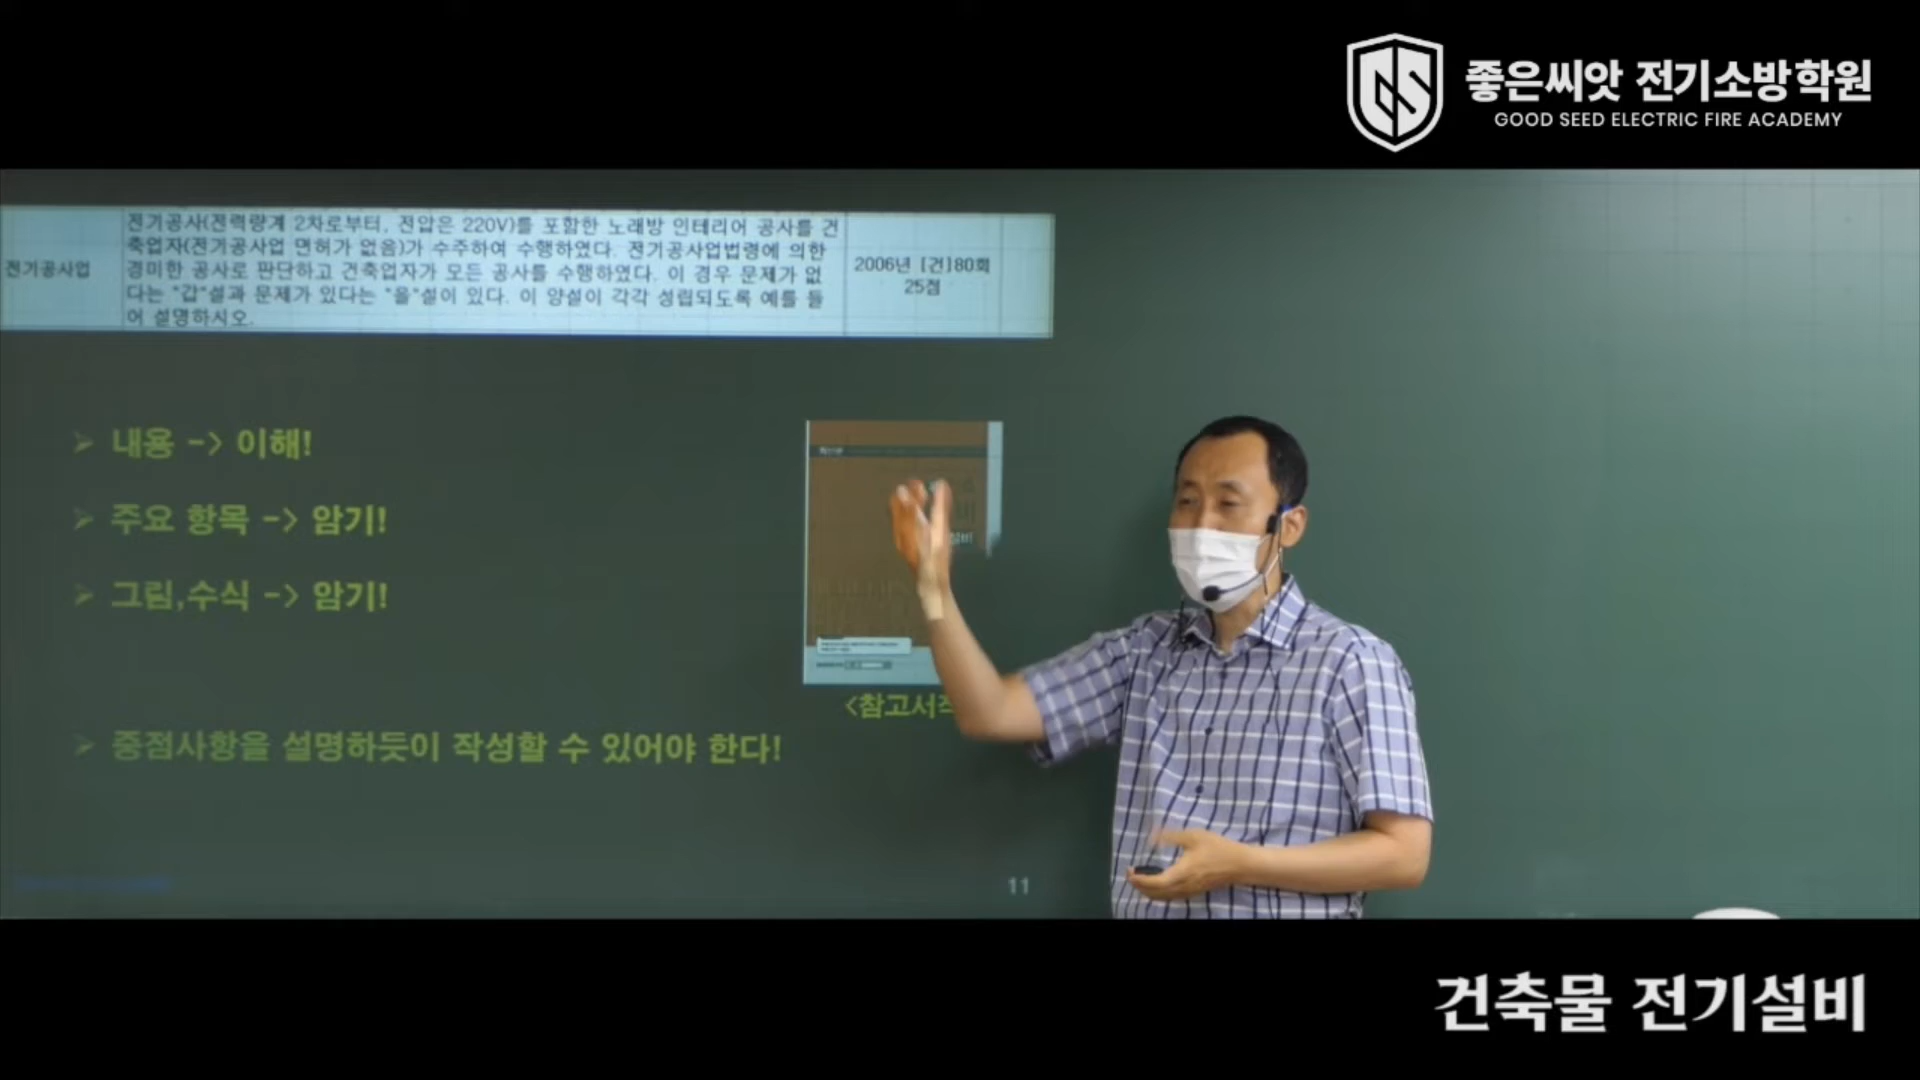 좋은씨앗 전기소방학원
GOOD SEED ELECTRIC FIRE ACADEMY
전기공사업
전기공사(전력량계 2차로부터, 전압은 220V)를 포함한 노래방 인테리어 공사를 건
축업자(전기공사업 면허가 없음)가 수주하여 수행하였다. 전기공사업법령에 의한
경미한 공사로 판단하고 건축업자가 모든 공사를 수행하였다. 이 경우 문제가 없
다는 "갑"설과 문제가 있다는 "을"설이 있다. 이 양설이 각각 성립되도록 예를 들
어 설명하시오.
2006년 [건]80회
25점
➢ 내용 -> 이해!
➢ 주요 항목 -> 암기!
➢ 그림,수식 -> 암기!
설비
<참고서적
➢ 중점사항을 설명하듯이 작성할 수 있어야 한다!
11
건축물 전기설비